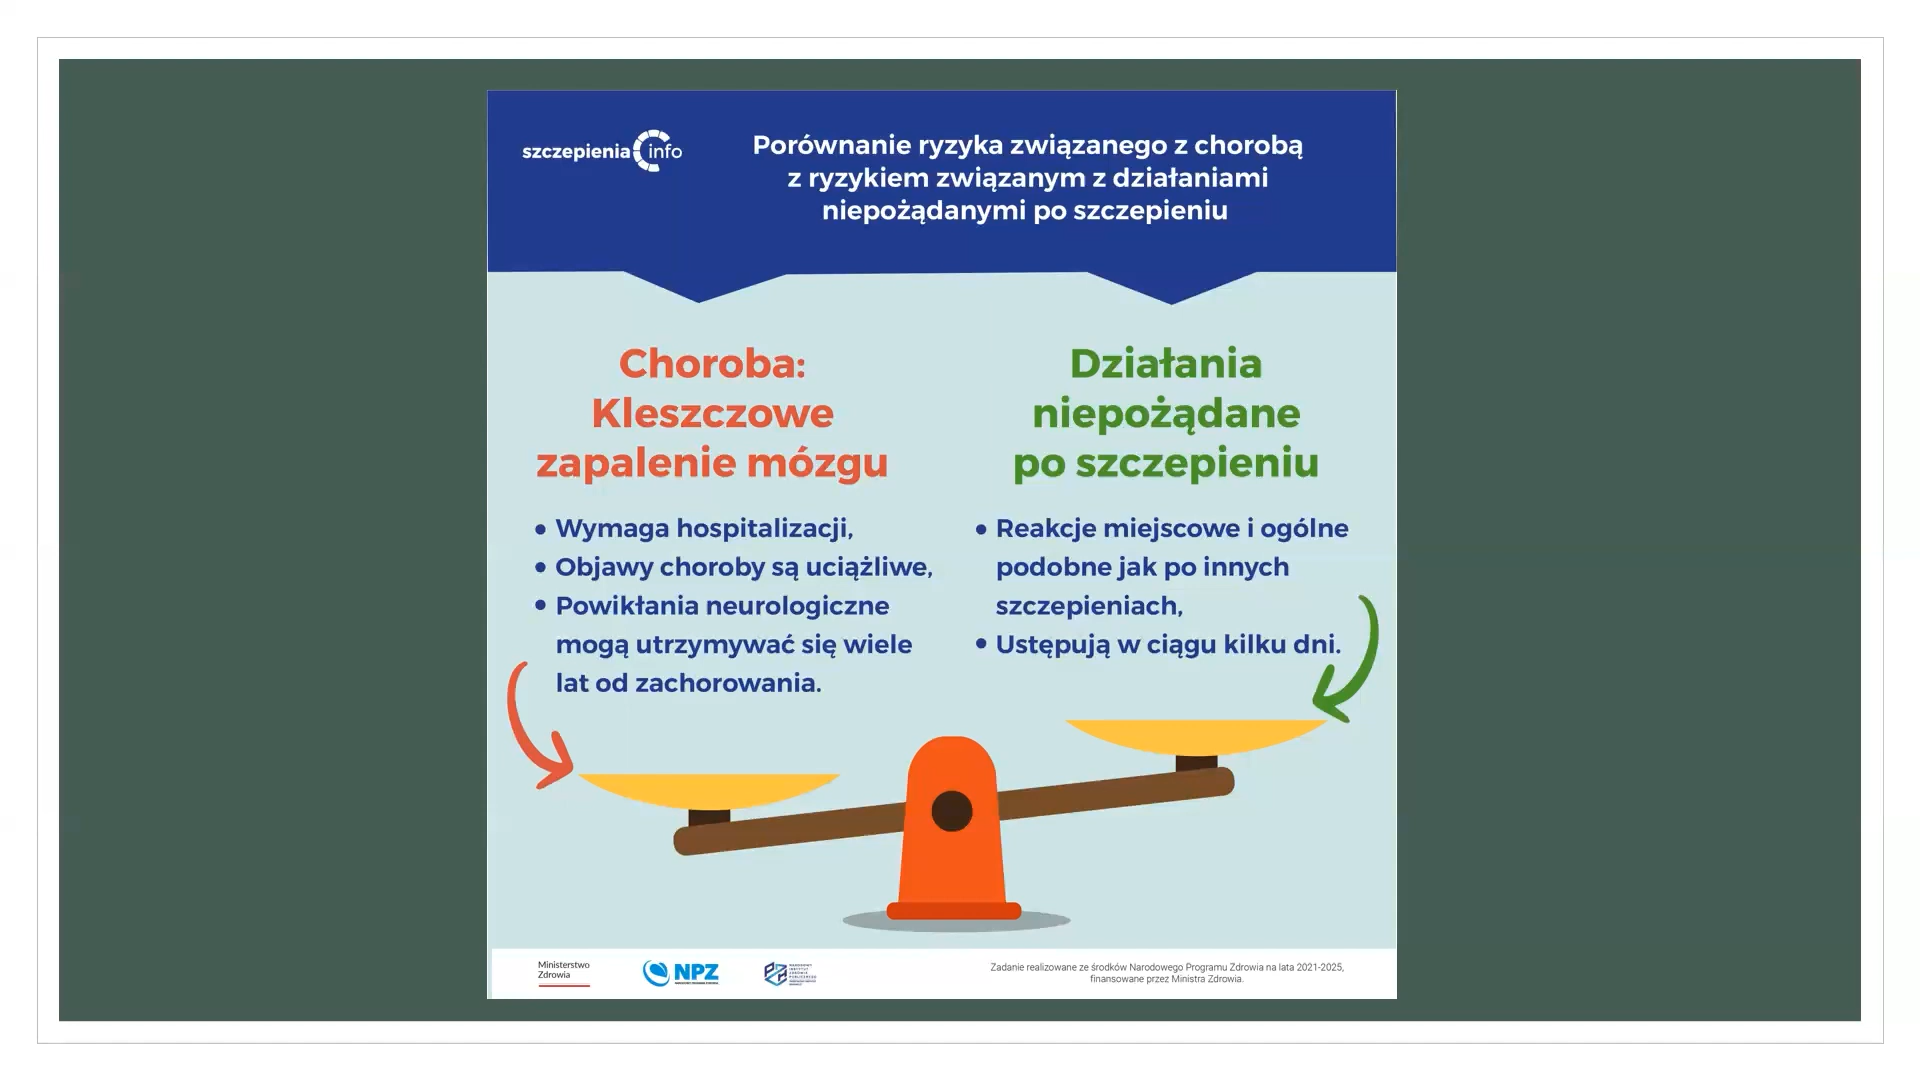 szczepienia info
Porównanie ryzyka związanego z chorobą
z ryzykiem związanym z działaniami
niepożądanymi po szczepieniu
Choroba:
Kleszczowe
zapalenie mózgu
• Wymaga hospitalizacji,
• Objawy choroby są uciążliwe,
• Powikłania neurologiczne
mogą utrzymywać się wiele
lat od zachorowania.
Działania
niepożądane
po szczepieniu
• Reakcje miejscowe i ogólne
podobne jak po innych
szczepieniach,
• Ustępują w ciągu kilku dni.
Ministerstwo
Zdrowia
NPZ
Zadanie realizowane ze środków Narodowego Programu Zdrowia na lata 2021-2025,
finansowane przez Ministra Zdrowia.